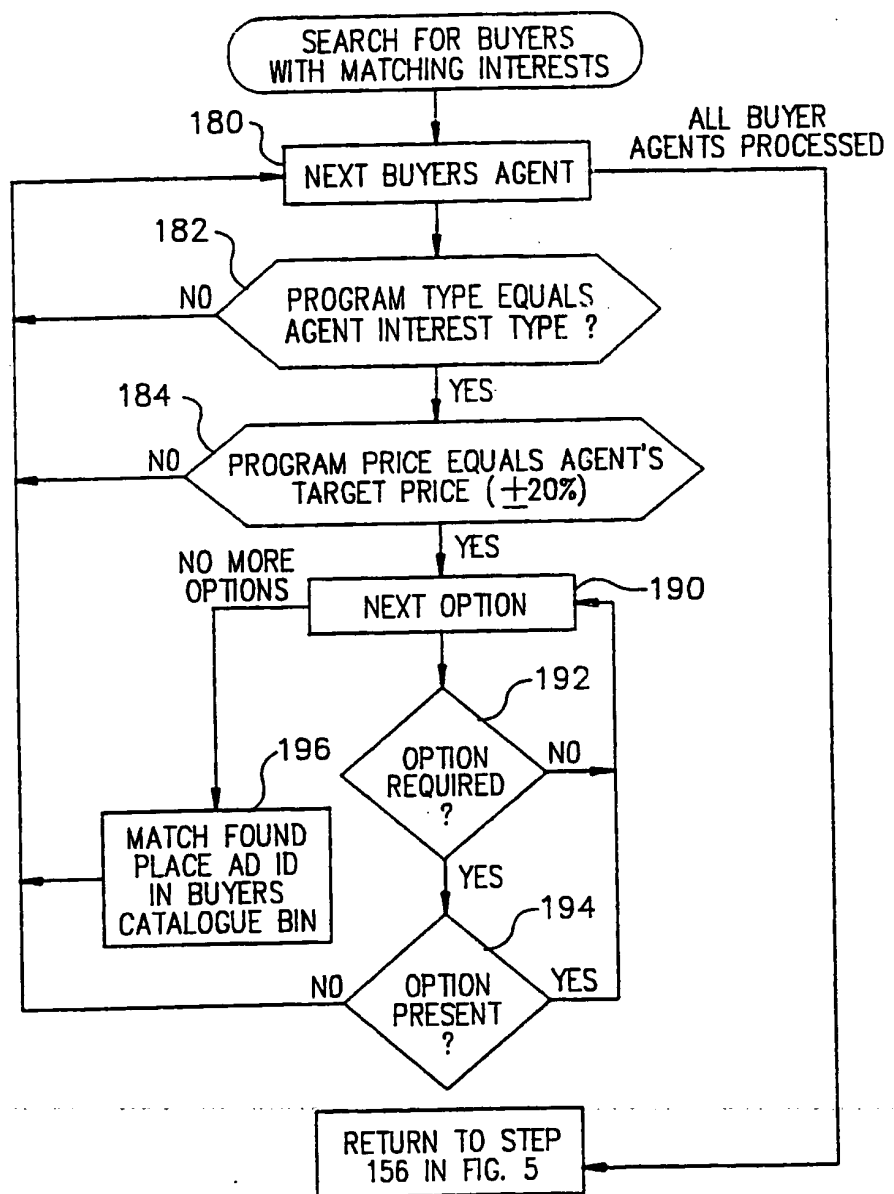 SEARCH FOR BUYERS
WITH MATCHING INTERESTS
180
ALL BUYER
AGENTS PROCESSED
NEXT BUYERS AGENT
182
NO
PROGRAM TYPE EQUALS
AGENT INTEREST TYPE ?
YES
184
NO
PROGRAM PRICE EQUALS AGENT'S
TARGET PRICE (±20%)
YES
NO MORE
OPTIONS
190
NEXT OPTION
192
OPTION
REQUIRED
?
NO
196
MATCH FOUND
PLACE AD ID
IN BUYERS
CATALOGUE BIN
YES
194
NO
OPTION
PRESENT
?
YES
RETURN TO STEP
156 IN FIG. 5